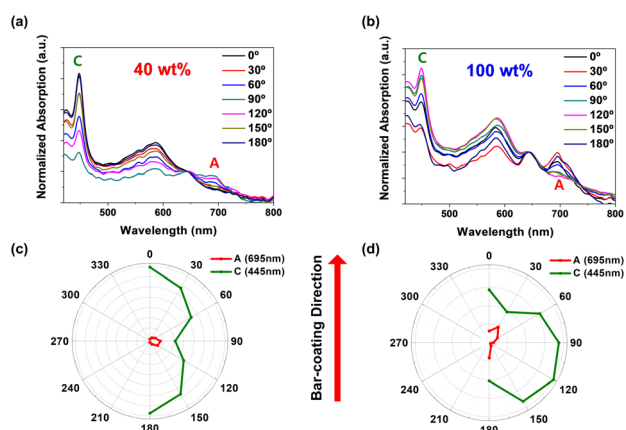 (a)
C
40 wt%
A
0º
30º
60º
90º
120º
150º
180º
Normalized Absorption (a.u.)
500 600 700 800
Wavelength (nm)
(b)
C
100 wt%
A
0º
30º
60º
90º
120º
150º
180º
Normalized Absorption (a.u.)
500 600 700 800
Wavelength (nm)
(c)
A (695nm)
C (445nm)
0
30
60
90
120
150
180
210
240
270
300
330
Bar-coating Direction
(d)
A (695nm)
C (445nm)
0
30
60
90
120
150
180
210
240
270
300
330